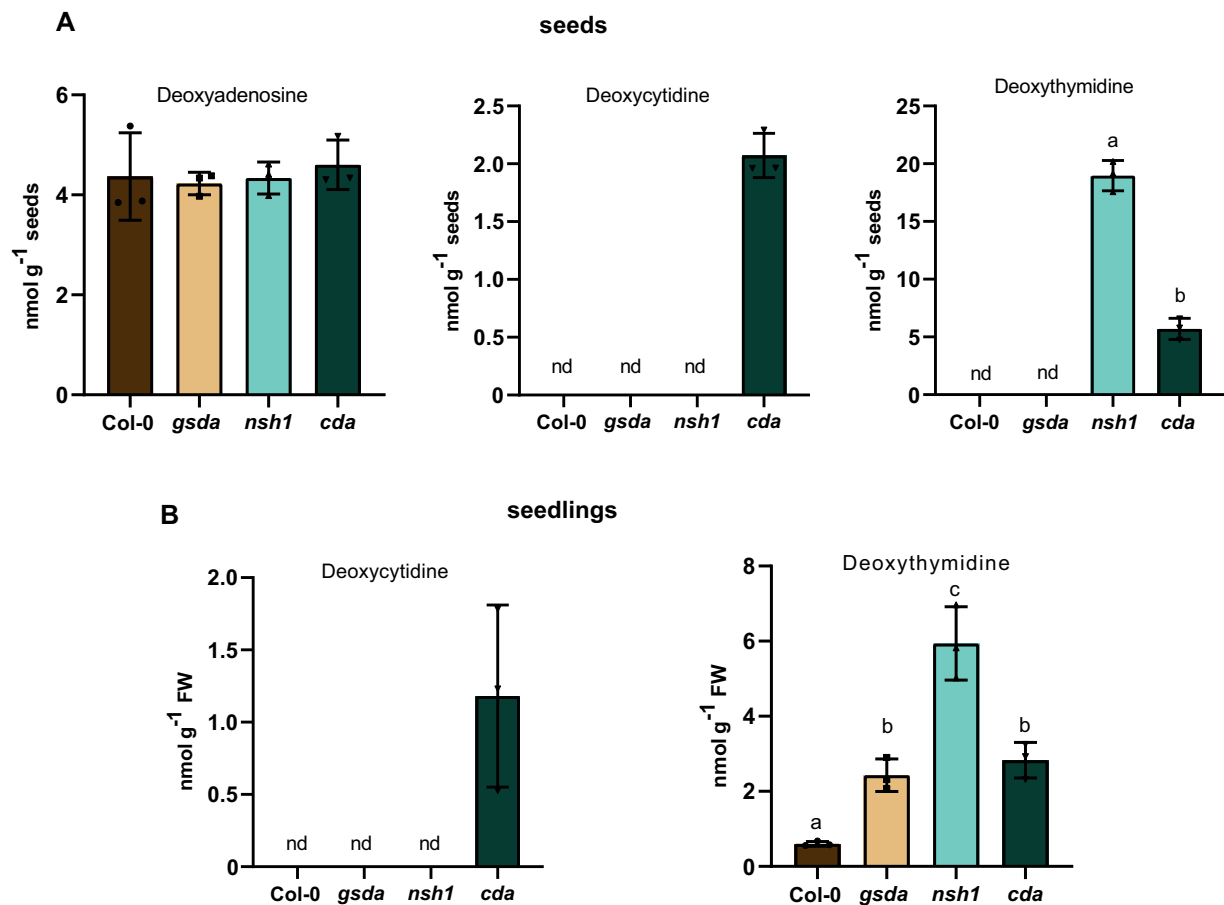 A
seeds
Deoxyadenosine
nmol g⁻¹ seeds
6
4
2
0
Col-0 gsda nsh1 cda
Deoxycytidine
nmol g⁻¹ seeds
2.5
2.0
1.5
1.0
0.5
0
nd nd nd
Col-0 gsda nsh1 cda
Deoxythymidine
nmol g⁻¹ seeds
25
20
15
10
5
0
a
b
nd nd
Col-0 gsda nsh1 cda
B
seedlings
Deoxycytidine
nmol g⁻¹ FW
2.0
1.5
1.0
0.5
0
nd nd nd
Col-0 gsda nsh1 cda
Deoxythymidine
nmol g⁻¹ FW
8
6
4
2
0
a
b
c
b
Col-0 gsda nsh1 cda